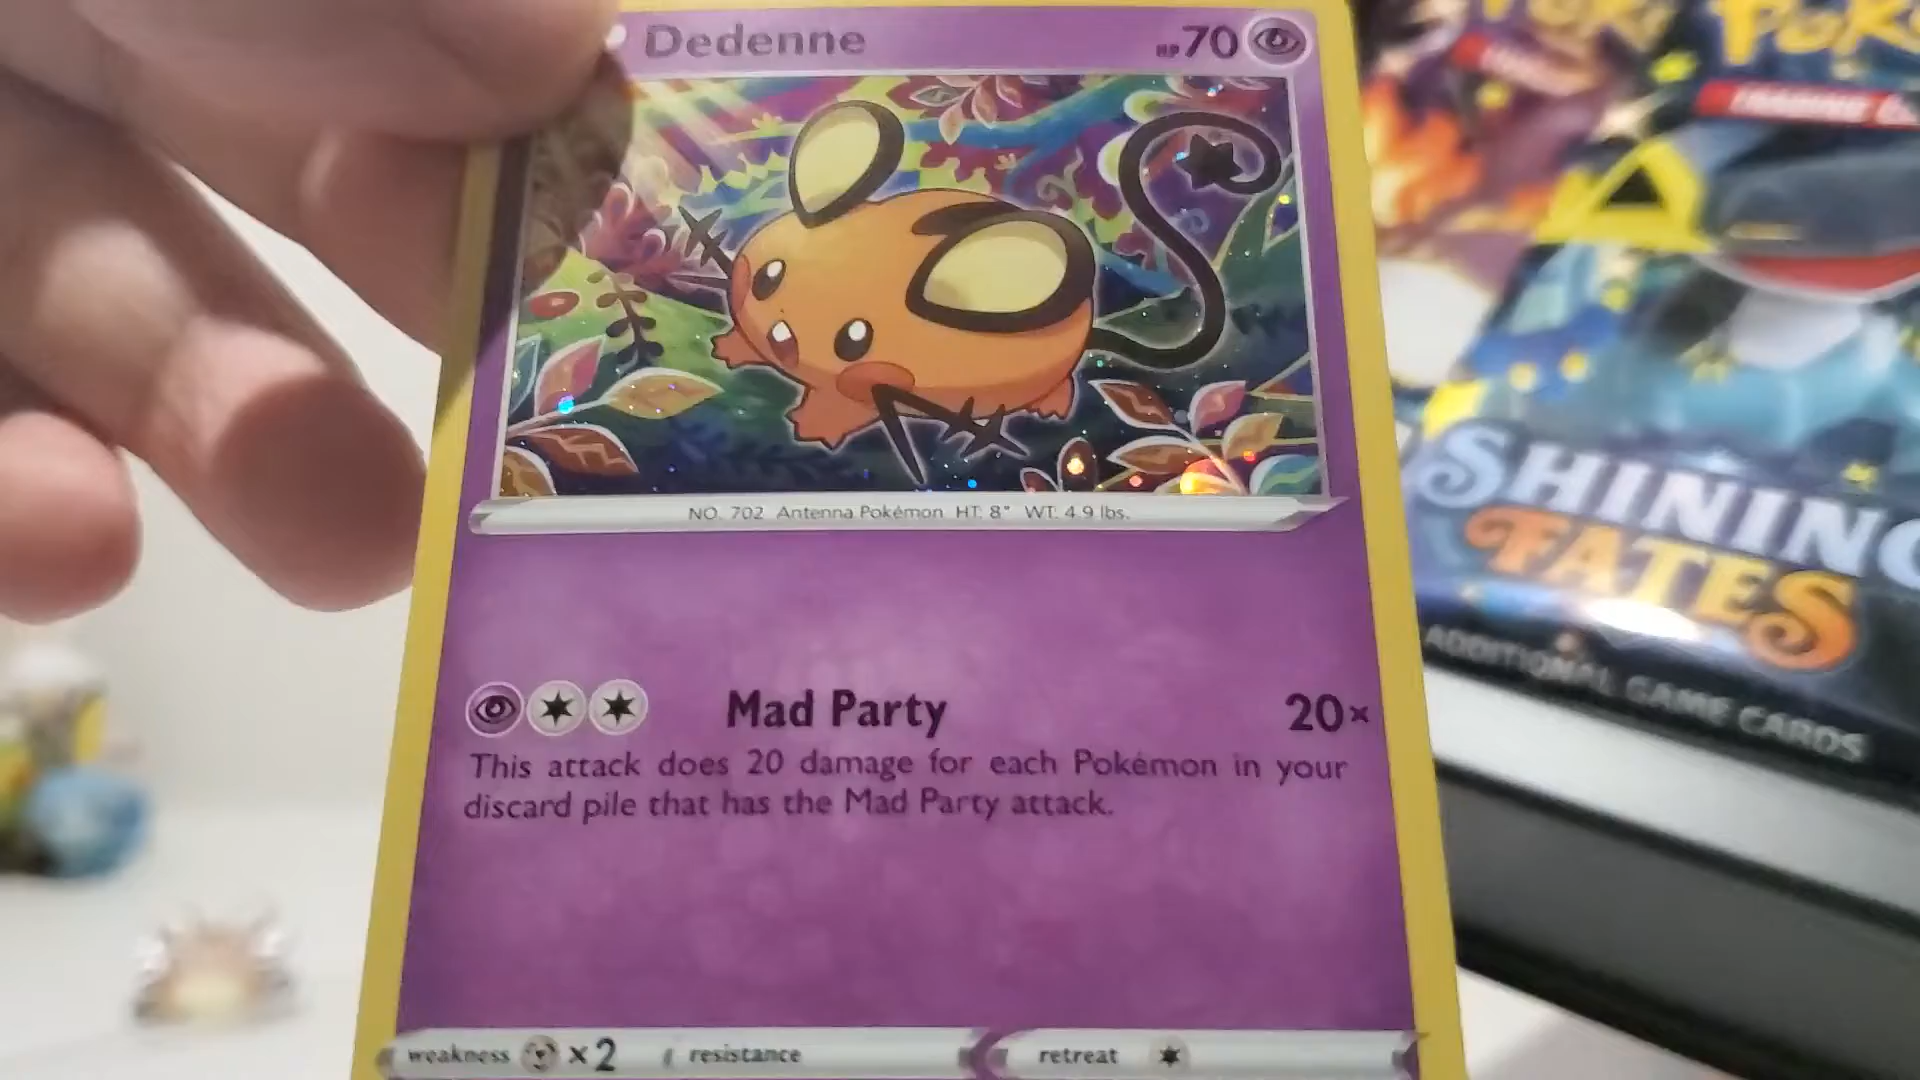 Dedenne HP 70
NO. 702 Antenna Pokémon HT: 8" WT: 4.9 lbs.
Mad Party 20×
This attack does 20 damage for each Pokémon in your
discard pile that has the Mad Party attack.
weakness ×2 resistance retreat
SHINING
FATES
ADDITIONAL GAME CARDS